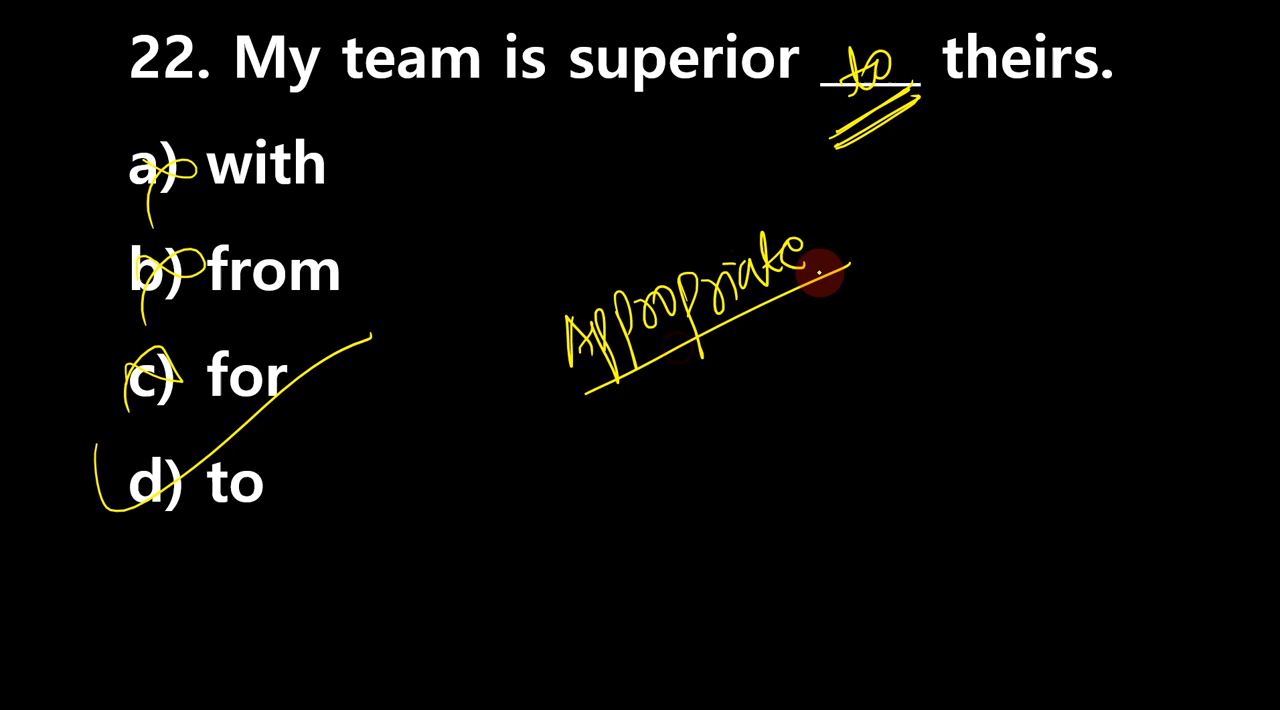 22. My team is superior to theirs.
a) with
b) from
Appropriate
c) for
d) to